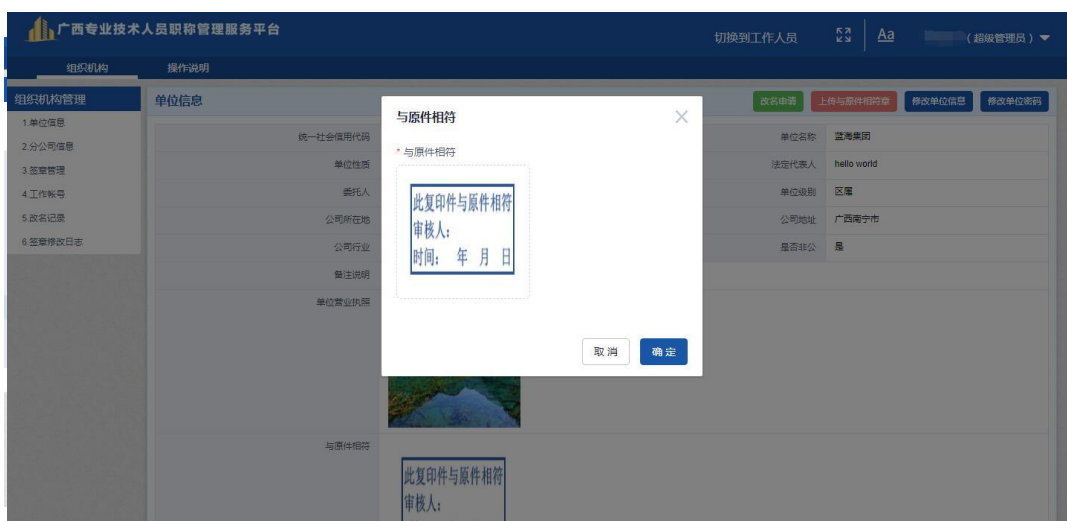 广西专业技术人员职称管理服务平台
切换到工作人员
Aa
（超级管理员）
组织机构
操作说明
组织机构管理
1.单位信息
2.分公司信息
3.签章管理
4.工作帐号
5.改名记录
6.签章修改日志
单位信息
改名申请
上传与原件相符章
修改单位信息
修改单位密码
统一社会信用代码
单位名称
蓝海集团
单位性质
法定代表人
hello world
委托人
单位级别
区属
公司所在地
公司地址
广西南宁市
公司行业
是否非公
是
备注说明
单位营业执照
与原件相符
* 与原件相符
此复印件与原件相符
审核人：
时间： 年 月 日
取 消
确 定
与原件相符
此复印件与原件相符
审核人：